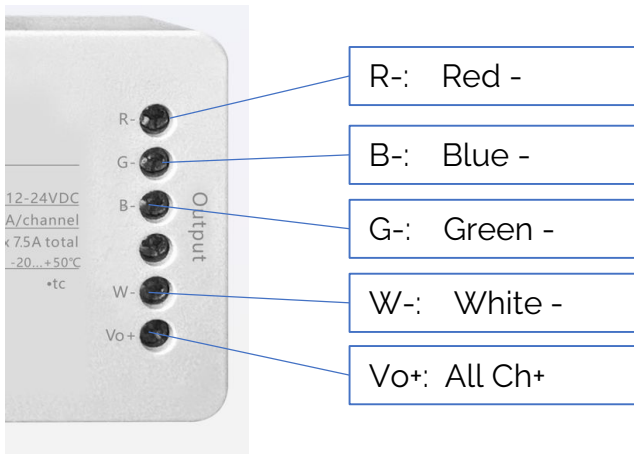 R-
G-
B-
W-
Vo+
Output
12-24VDC
A/channel
x 7.5A total
-20...+50℃
•tc
R-: Red -
B-: Blue -
G-: Green -
W-: White -
Vo+: All Ch+